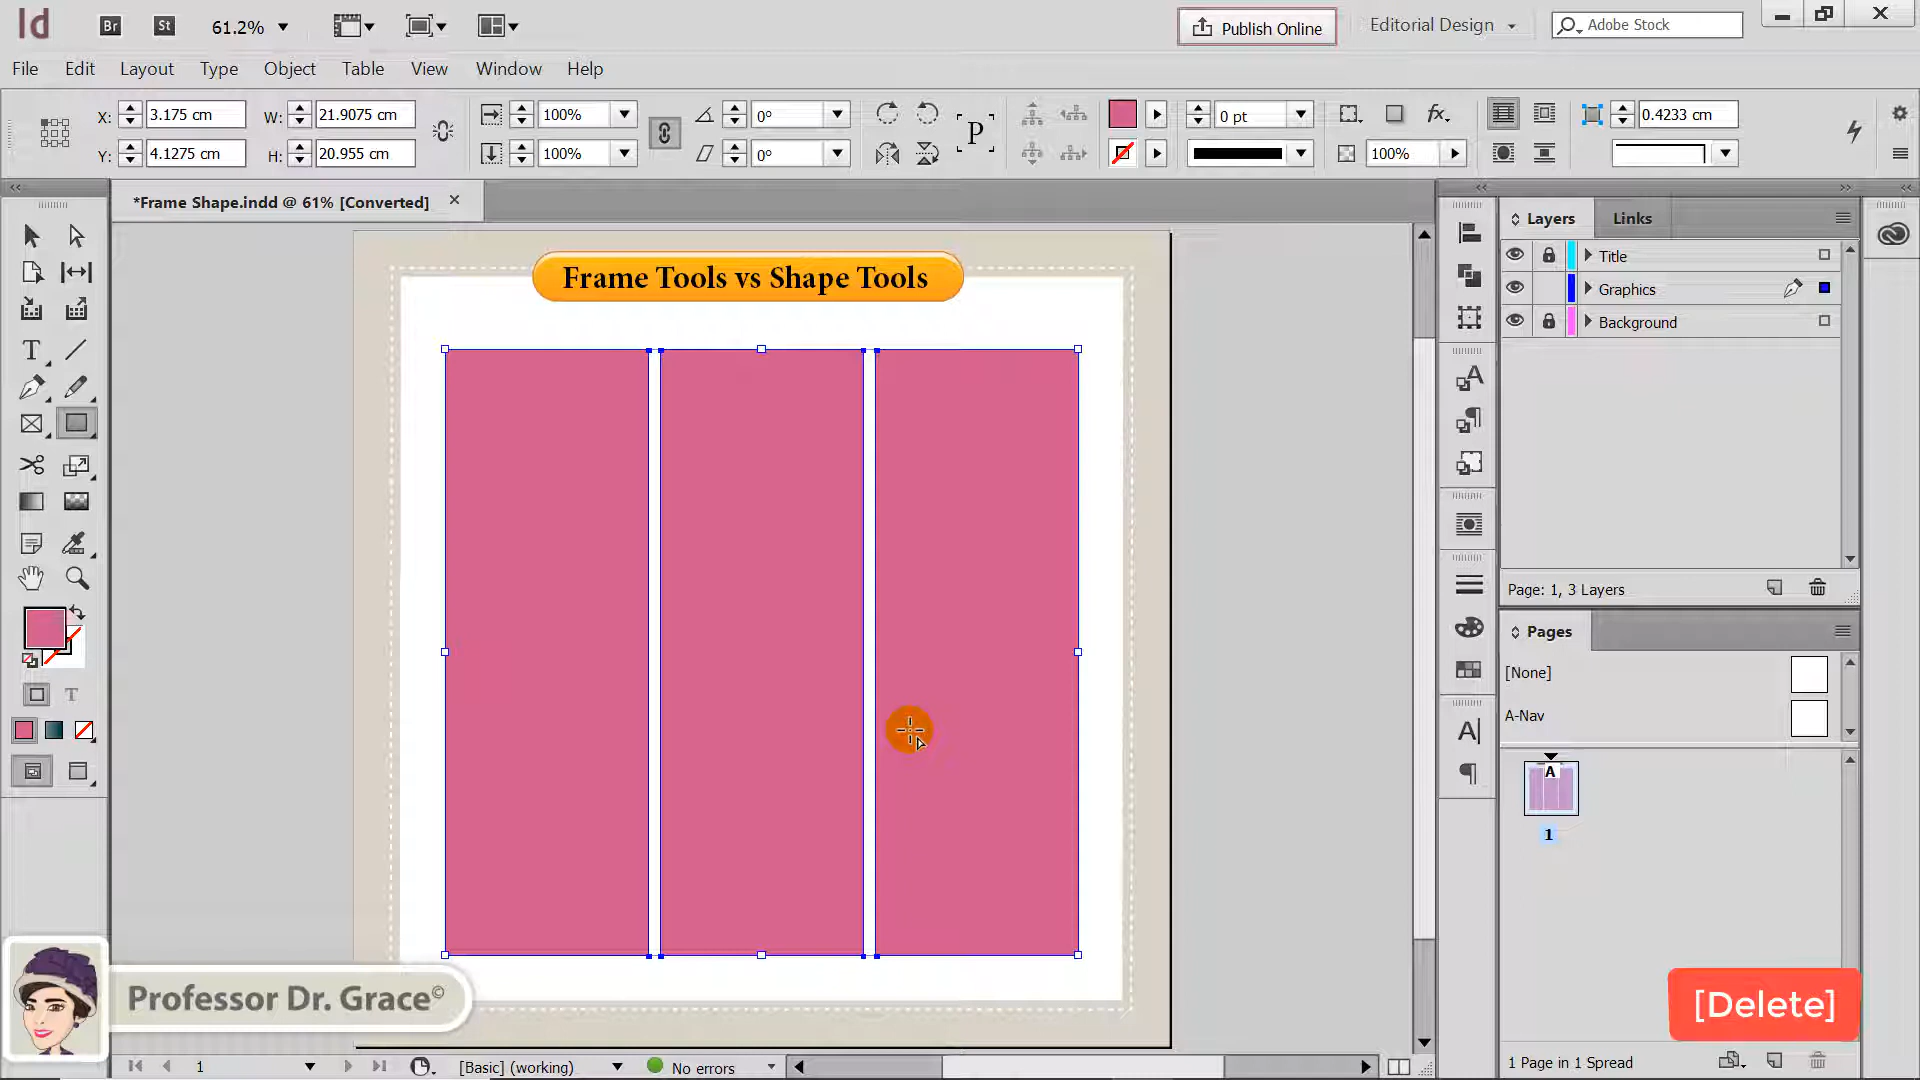 Id Br St 61.2% Publish Online Editorial Design Adobe Stock
File Edit Layout Type Object Table View Window Help
X: 3.175 cm W: 21.9075 cm 100% 0° P 0 pt fx. 0.4233 cm
Y: 4.1275 cm H: 20.955 cm 100% 0° 100%
*Frame Shape.indd @ 61% [Converted]
Layers Links
Title
Graphics
Background
Page: 1, 3 Layers
Pages
[None]
A-Nav
A
1
1 Page in 1 Spread
Frame Tools vs Shape Tools
Professor Dr. Grace©
[Delete]
1 [Basic] (working) No errors